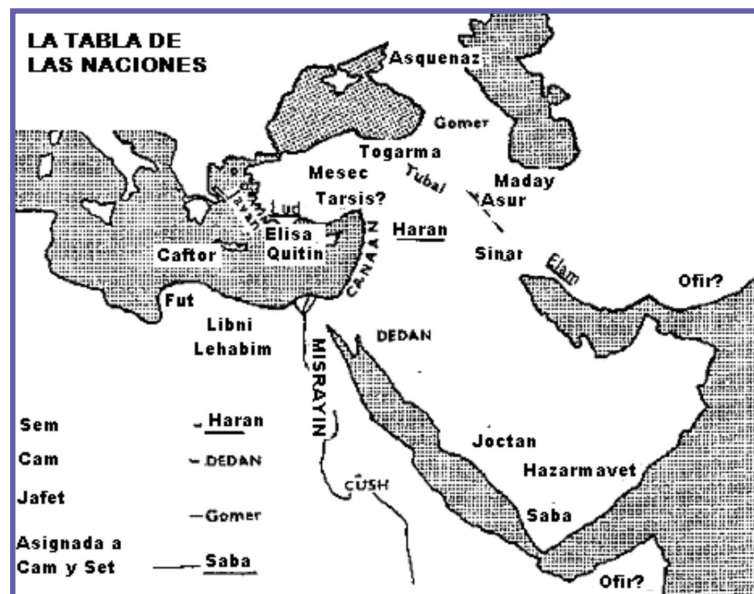 LA TABLA DE
LAS NACIONES
Asquenaz
Gomer
Togarma
Mesec
Tubal
Maday
Tarsis?
Asur
Javan
Lud
Elisa
Haran
Caftor
Quitin
CANAAN
Sinar
Elam
Ofir?
Fut
Libni
Lehabim
DEDAN
MISRAYIN
Sem
Haran
Joctan
Cam
DEDAN
Hazarmavet
CUSH
Jafet
Gomer
Saba
Asignada a
Cam y Set
Saba
Ofir?